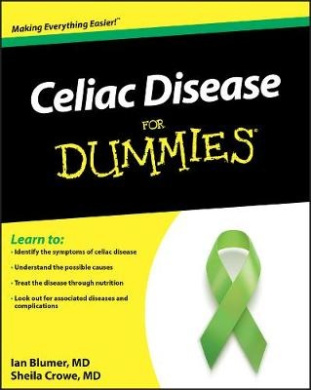 Making Everything Easier!™
Celiac Disease
FOR
DUMMIES®
Learn to:
• Identify the symptoms of celiac disease
• Understand the possible causes
• Treat the disease through nutrition
• Look out for associated diseases and
complications
Ian Blumer, MD
Sheila Crowe, MD